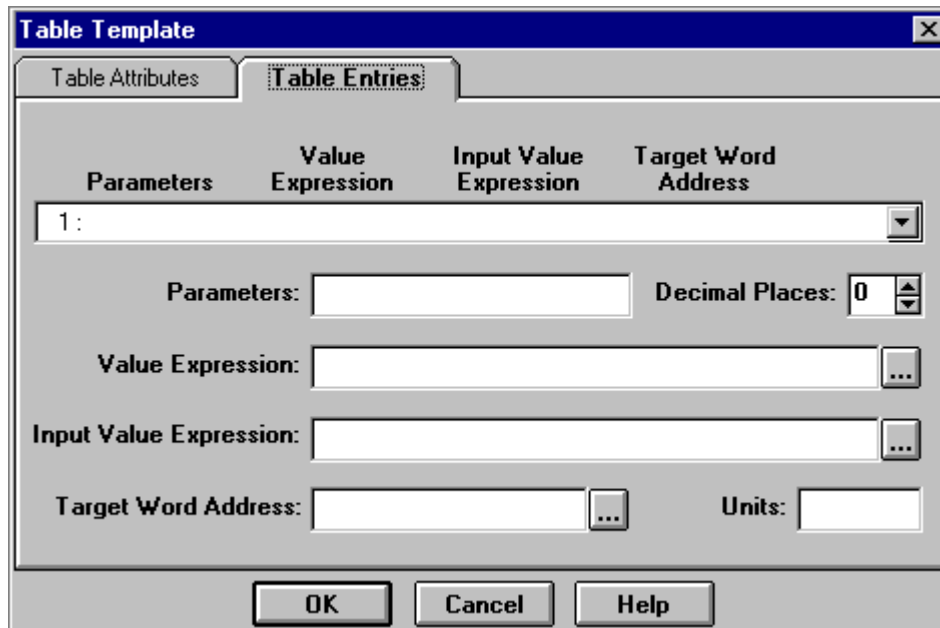 Table Template
Table Attributes Table Entries
Value Input Value Target Word
Parameters Expression Expression Address
1 :
Parameters: Decimal Places: 0
Value Expression: ...
Input Value Expression: ...
Target Word Address: ... Units:
OK Cancel Help